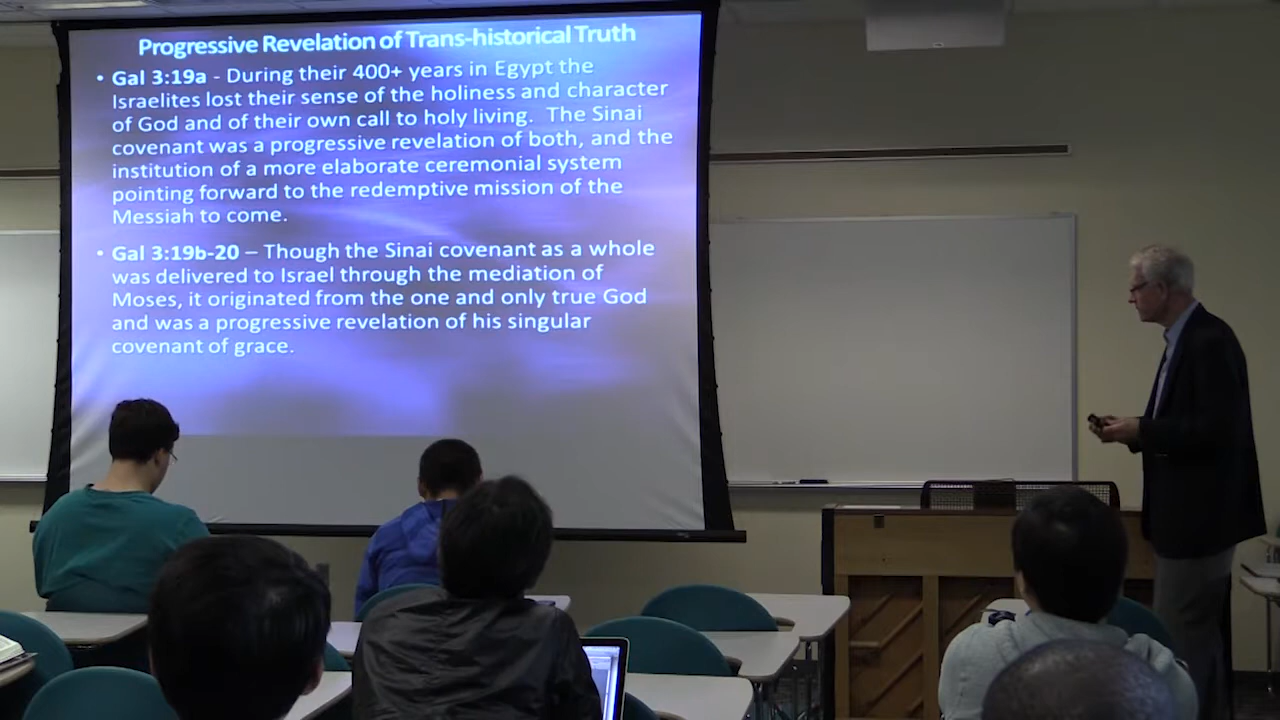 Progressive Revelation of Trans-historical Truth
• Gal 3:19a - During their 400+ years in Egypt the
Israelites lost their sense of the holiness and character
of God and of their own call to holy living. The Sinai
covenant was a progressive revelation of both, and the
institution of a more elaborate ceremonial system
pointing forward to the redemptive mission of the
Messiah to come.
• Gal 3:19b-20 – Though the Sinai covenant as a whole
was delivered to Israel through the mediation of
Moses, it originated from the one and only true God
and was a progressive revelation of his singular
covenant of grace.